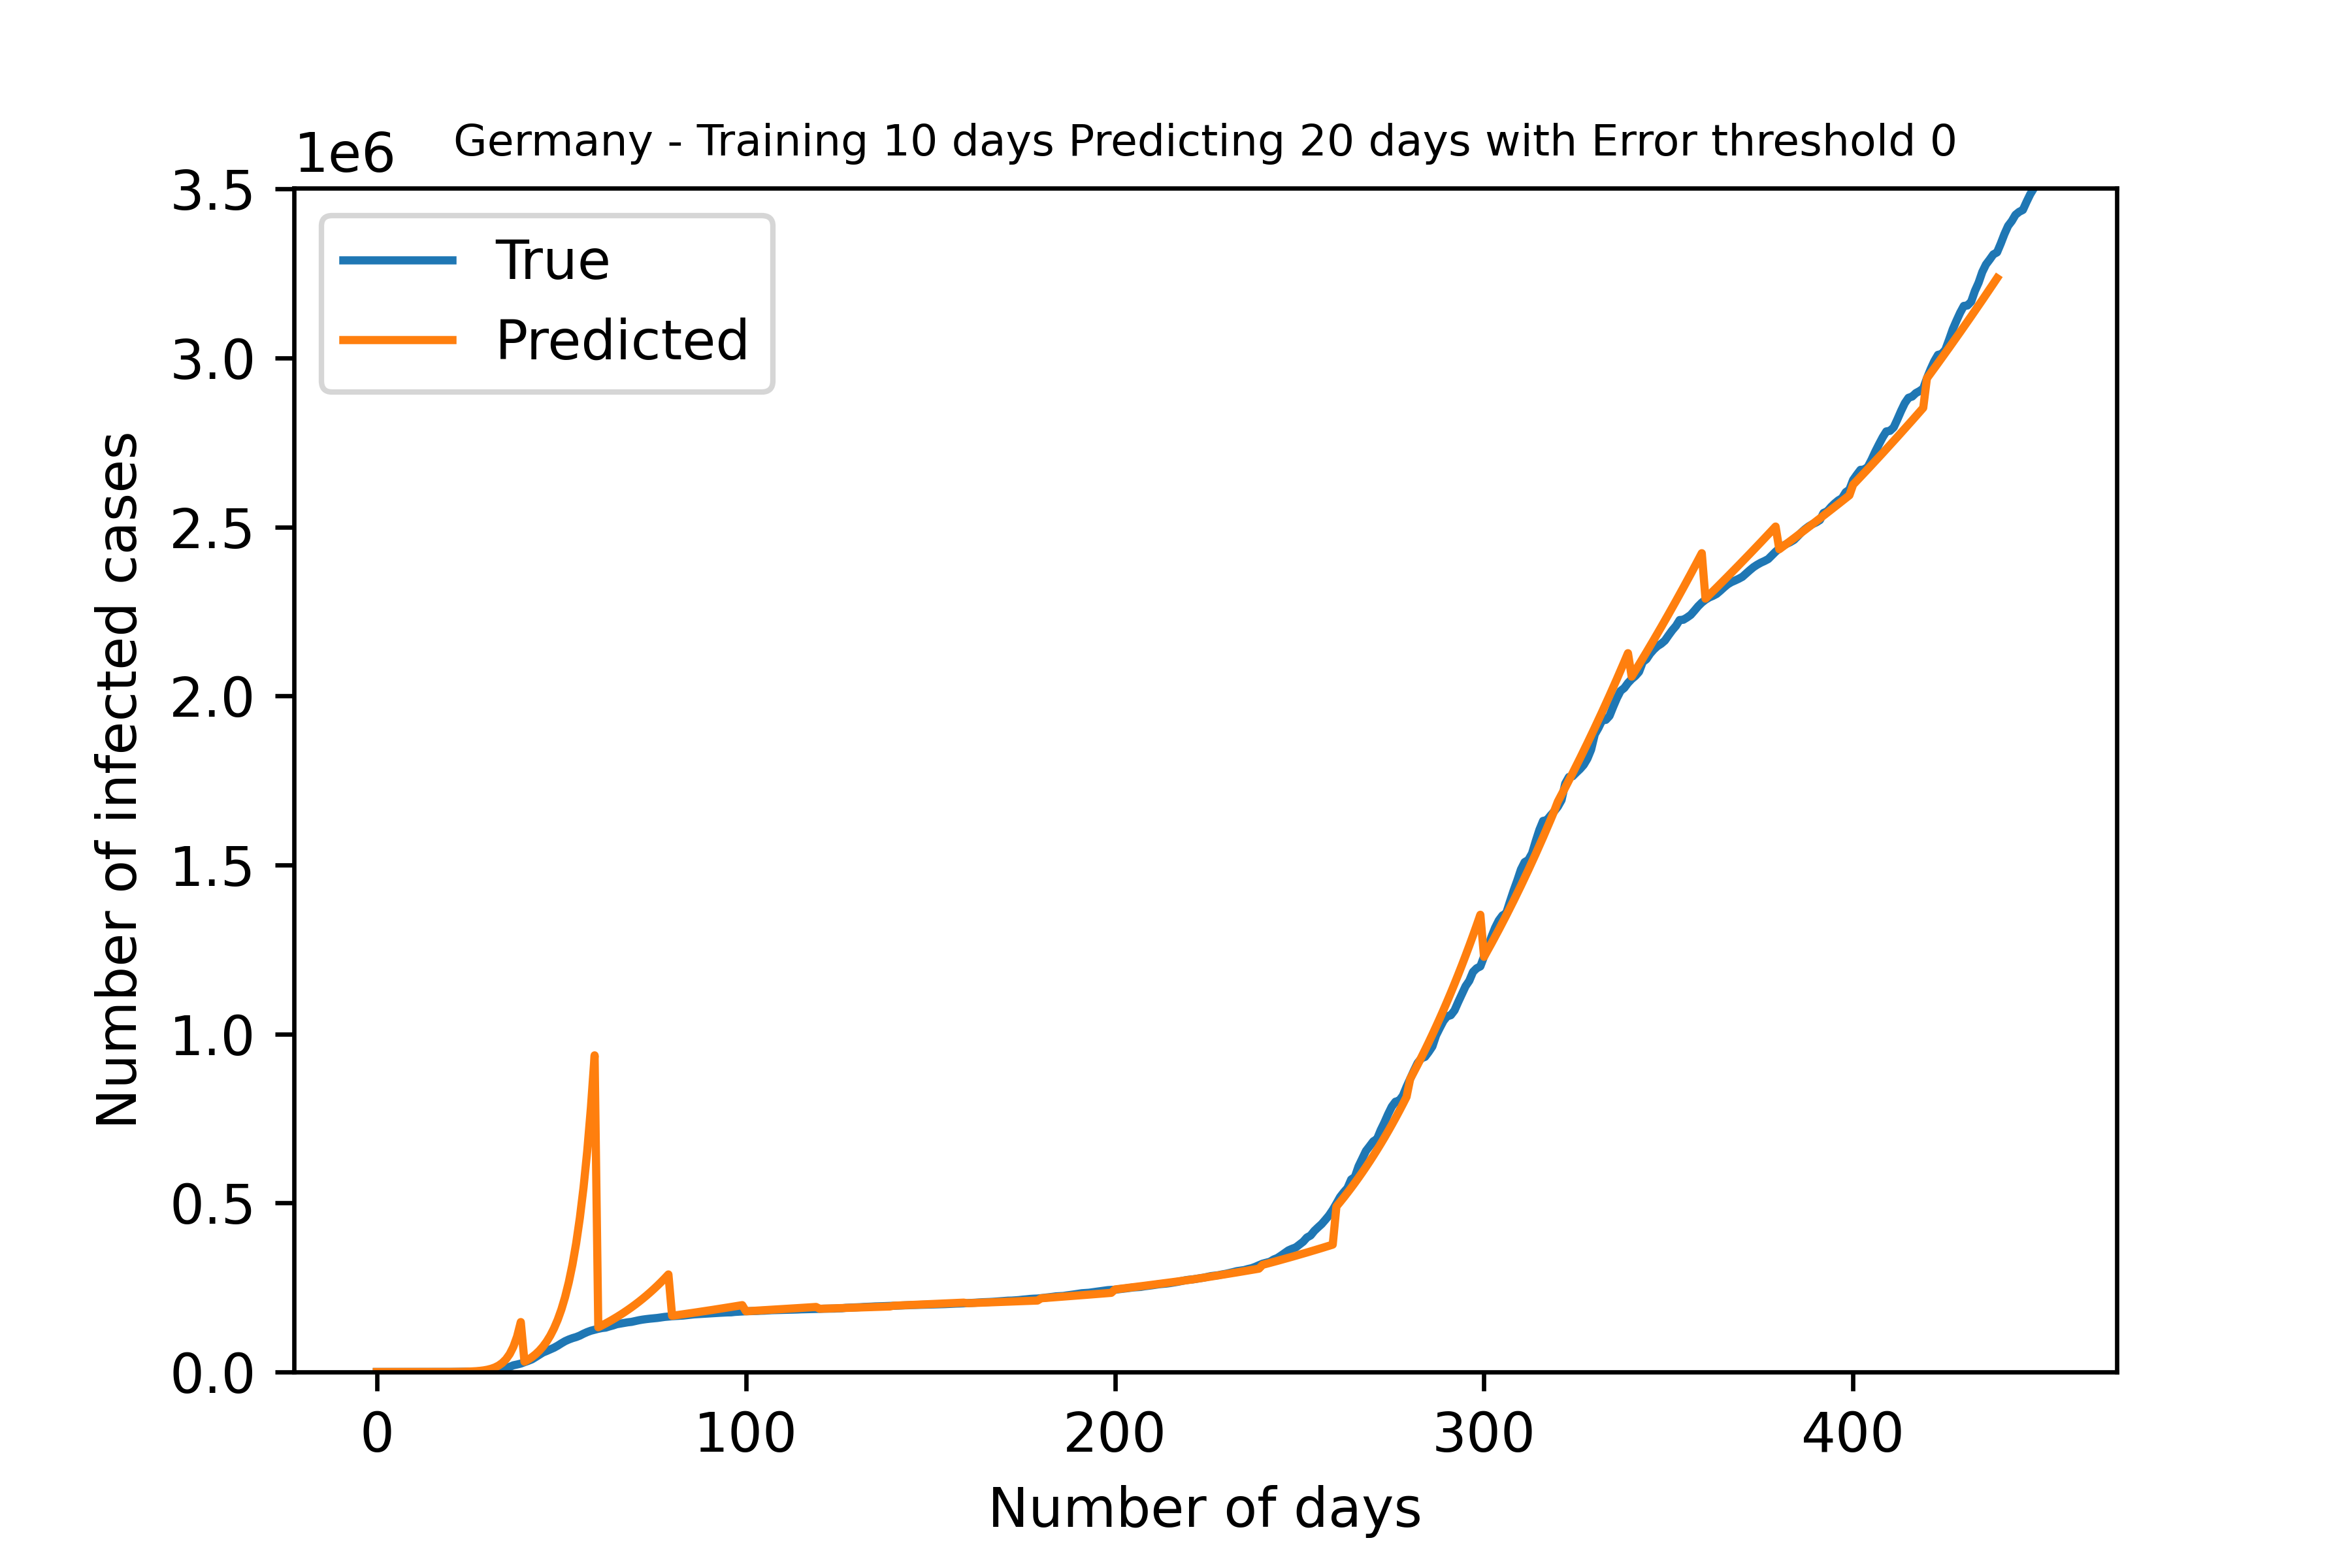 1e6
Germany - Training 10 days Predicting 20 days with Error threshold 0
3.5
3.0
2.5
2.0
1.5
1.0
0.5
0.0
Number of infected cases
True
Predicted
0 100 200 300 400
Number of days